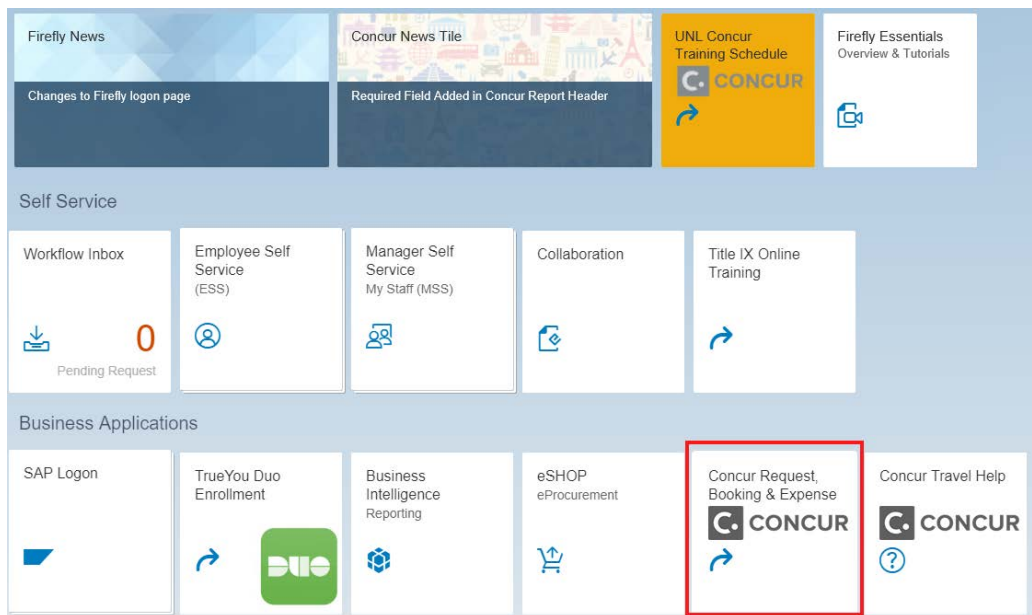 Firefly News
Changes to Firefly logon page
Concur News Tile
Required Field Added in Concur Report Header
UNL Concur
Training Schedule
C. CONCUR
Firefly Essentials
Overview & Tutorials
Self Service
Workflow Inbox
0
Pending Request
Employee Self
Service
(ESS)
Manager Self
Service
My Staff (MSS)
Collaboration
Title IX Online
Training
Business Applications
SAP Logon
TrueYou Duo
Enrollment
DUO
Business
Intelligence
Reporting
eSHOP
eProcurement
Concur Request,
Booking & Expense
C. CONCUR
Concur Travel Help
C. CONCUR
?